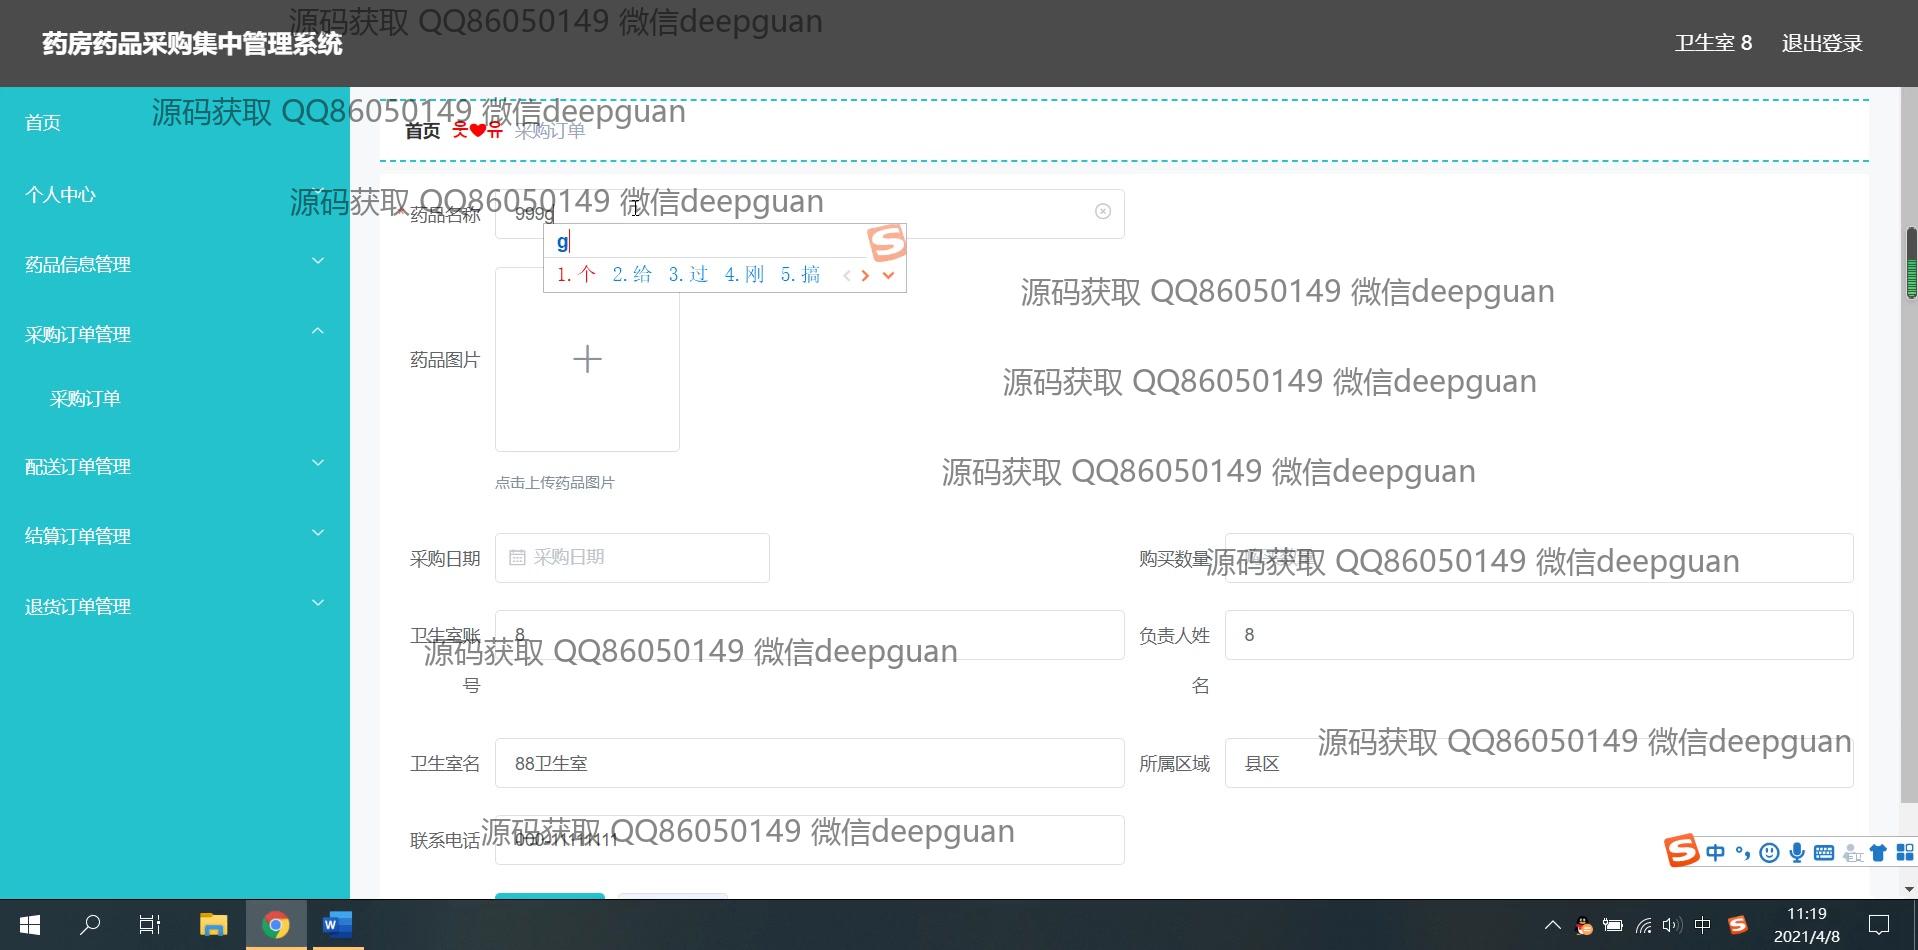 源码获取 QQ86050149 微信deepguan
药房药品采购集中管理系统
卫生室 8
退出登录
源码获取 QQ86050149 微信deepguan
首页
首页 웃❤유 采购订单
源码获取 QQ86050149 微信deepguan
个人中心
药品信息管理
采购订单管理
采购订单
配送订单管理
结算订单管理
退货订单管理
*药品名称
999g
g
1.个 2.给 3.过 4.刚 5.搞
源码获取 QQ86050149 微信deepguan
药品图片
源码获取 QQ86050149 微信deepguan
源码获取 QQ86050149 微信deepguan
点击上传药品图片
采购日期
采购日期
购买数量
源码获取 QQ86050149 微信deepguan
卫生室账号
8
负责人姓名
8
源码获取 QQ86050149 微信deepguan
源码获取 QQ86050149 微信deepguan
卫生室名
88卫生室
所属区域
县区
联系电话
000-11111111
源码获取 QQ86050149 微信deepguan
中
中
11:19
2021/4/8